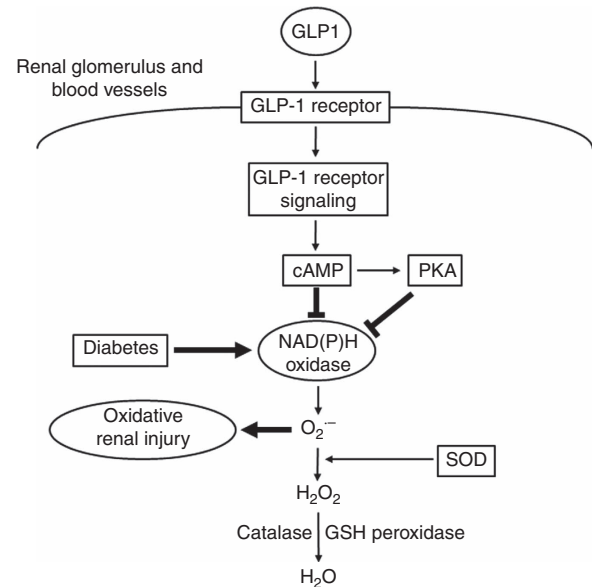 GLP1
Renal glomerulus and
blood vessels
GLP-1 receptor
GLP-1 receptor
signaling
cAMP
PKA
Diabetes
NAD(P)H
oxidase
Oxidative
renal injury
O₂·−
SOD
H₂O₂
Catalase GSH peroxidase
H₂O